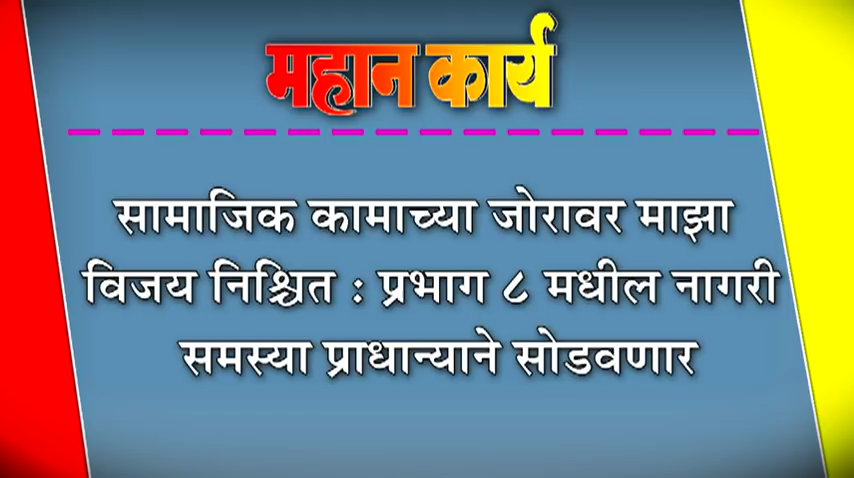 महान कार्य
सामाजिक कामाच्या जोरावर माझा
विजय निश्चित : प्रभाग ८ मधील नागरी
समस्या प्राधान्याने सोडवणार